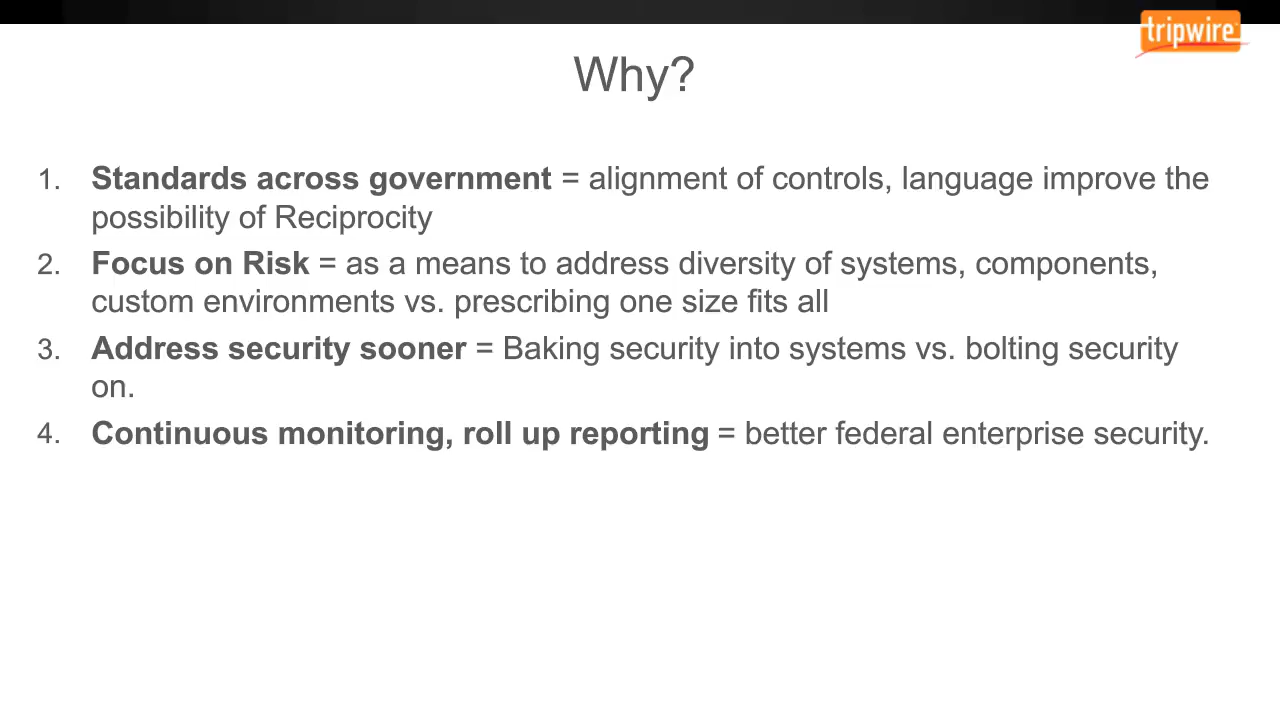 tripwire
Why?
1. Standards across government = alignment of controls, language improve the
possibility of Reciprocity
2. Focus on Risk = as a means to address diversity of systems, components,
custom environments vs. prescribing one size fits all
3. Address security sooner = Baking security into systems vs. bolting security
on.
4. Continuous monitoring, roll up reporting = better federal enterprise security.